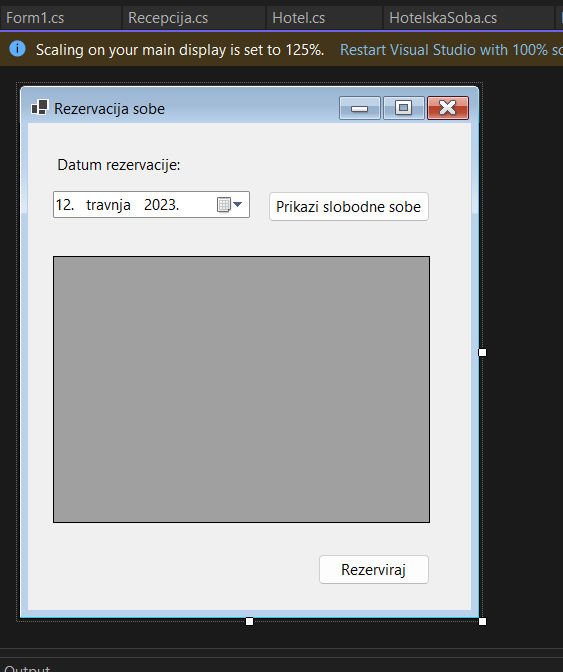 Form1.cs Recepcija.cs Hotel.cs HotelskaSoba.cs
Scaling on your main display is set to 125%. Restart Visual Studio with 100% sc
Rezervacija sobe
Datum rezervacije:
12. travnja 2023. Prikazi slobodne sobe
Rezerviraj
Output